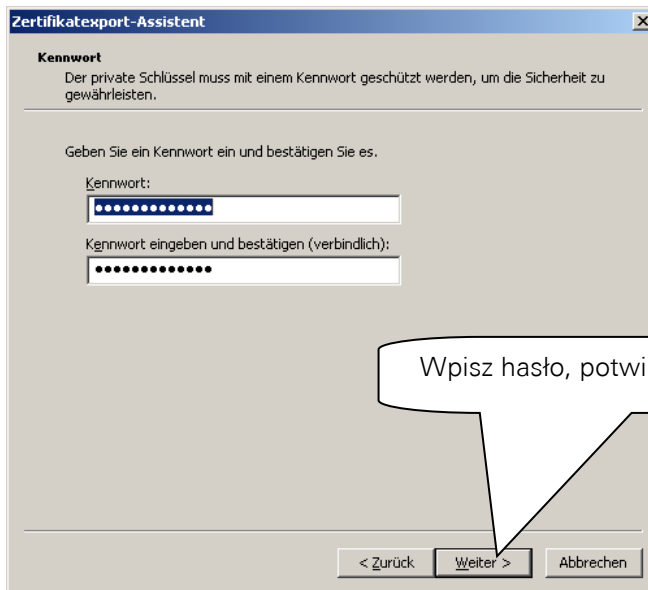 Zertifikatexport-Assistent
Kennwort
Der private Schlüssel muss mit einem Kennwort geschützt werden, um die Sicherheit zu
gewährleisten.
Geben Sie ein Kennwort ein und bestätigen Sie es.
Kennwort:
●●●●●●●●●●●●●
Kennwort eingeben und bestätigen (verbindlich):
●●●●●●●●●●●●●
Wpisz hasło, potwi
< Zurück Weiter > Abbrechen